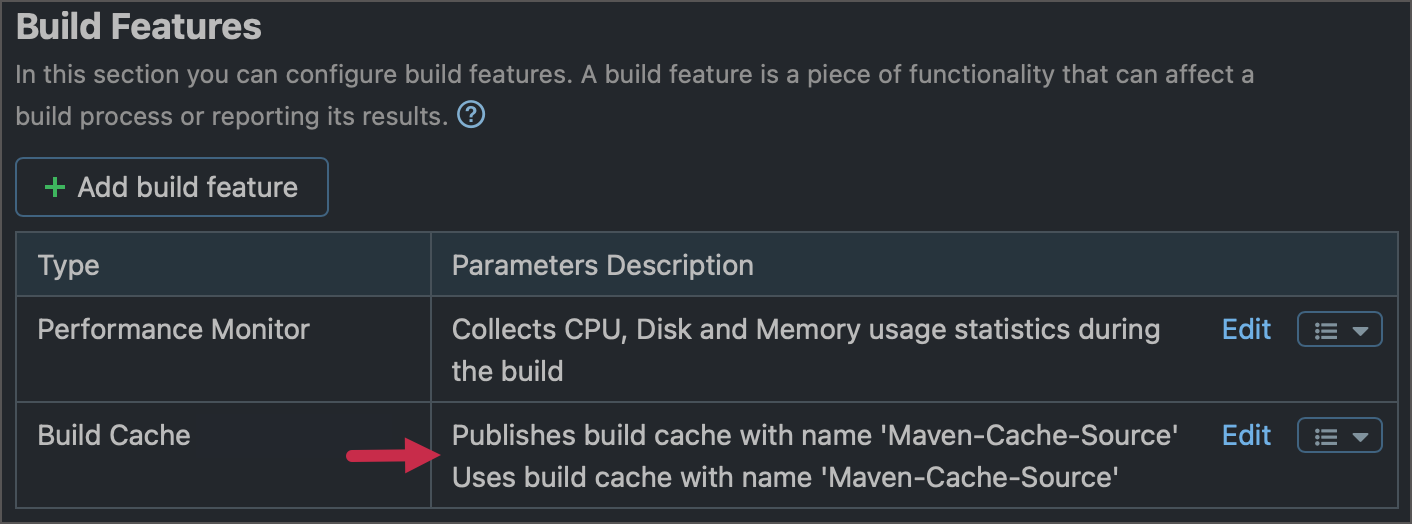 Build Features
In this section you can configure build features. A build feature is a piece of functionality that can affect a
build process or reporting its results. ?
+ Add build feature
Type Parameters Description
Performance Monitor Collects CPU, Disk and Memory usage statistics during Edit
the build
Build Cache Publishes build cache with name 'Maven-Cache-Source' Edit
Uses build cache with name 'Maven-Cache-Source'